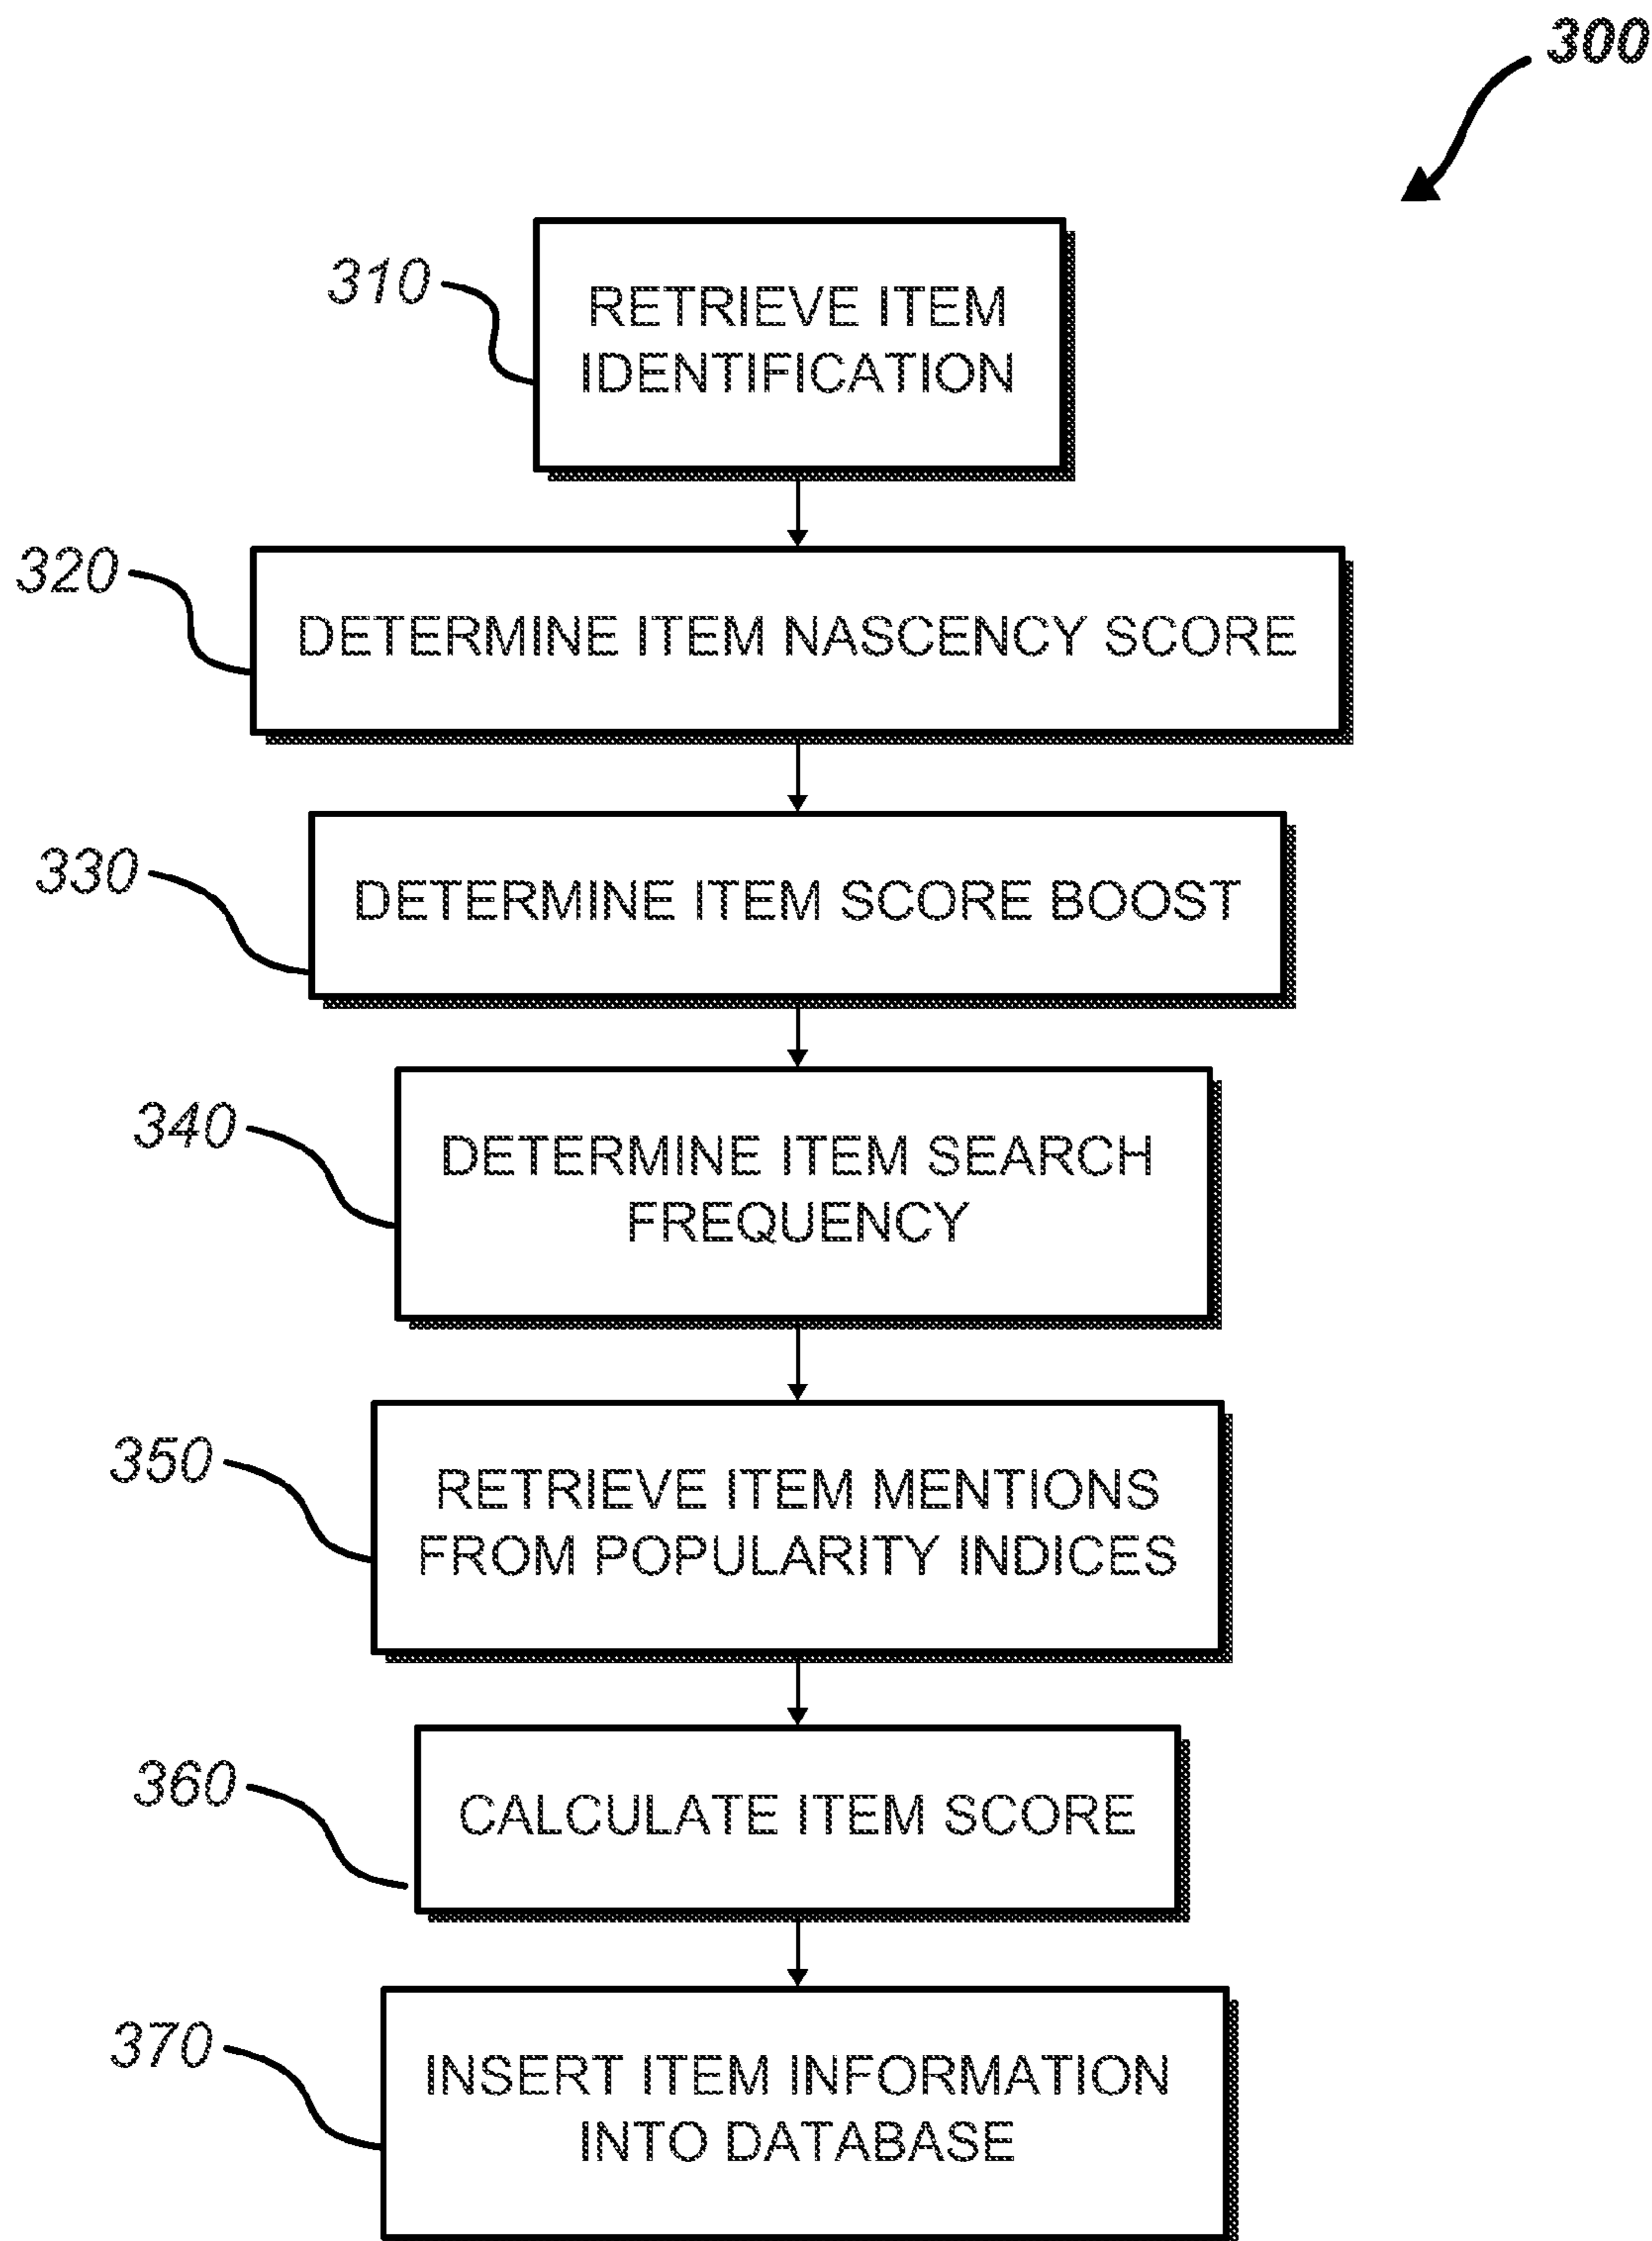 300
310
RETRIEVE ITEM
IDENTIFICATION
320
DETERMINE ITEM NASCENCY SCORE
330
DETERMINE ITEM SCORE BOOST
340
DETERMINE ITEM SEARCH
FREQUENCY
350
RETRIEVE ITEM MENTIONS
FROM POPULARITY INDICES
360
CALCULATE ITEM SCORE
370
INSERT ITEM INFORMATION
INTO DATABASE